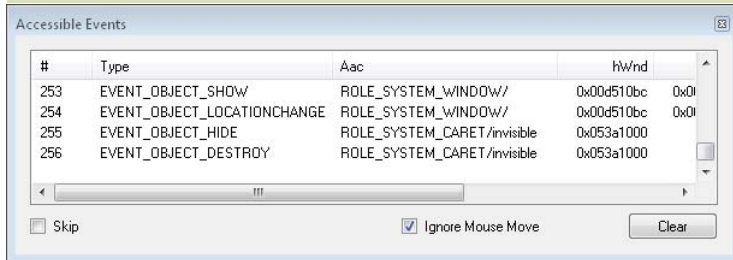 Accessible Events
# Type Aac hWnd
253 EVENT_OBJECT_SHOW ROLE_SYSTEM_WINDOW/ 0x00d510bc
254 EVENT_OBJECT_LOCATIONCHANGE ROLE_SYSTEM_WINDOW/ 0x00d510bc
255 EVENT_OBJECT_HIDE ROLE_SYSTEM_CARET/invisible 0x053a1000
256 EVENT_OBJECT_DESTROY ROLE_SYSTEM_CARET/invisible 0x053a1000
Skip Ignore Mouse Move Clear